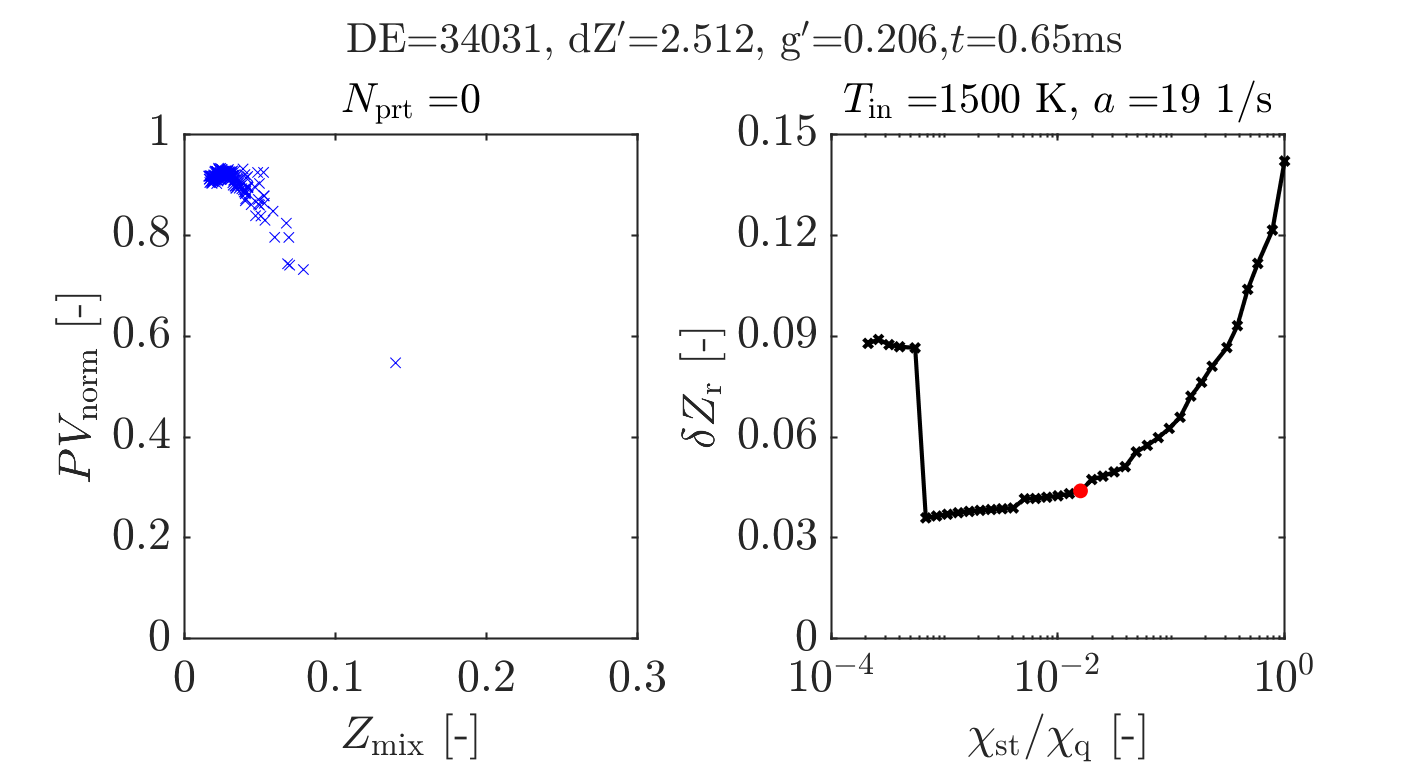 DE=34031, dZ′=2.512, g′=0.206,t=0.65ms
N_prt =0
1
0.8
0.6
0.4
0.2
0
PV_norm [-]
0
0.1
0.2
0.3
Z_mix [-]
T_in =1500 K, a =19 1/s
0.15
0.12
0.09
0.06
0.03
0
δZ_r [-]
10^−4
10^−2
10^0
χ_st/χ_q [-]